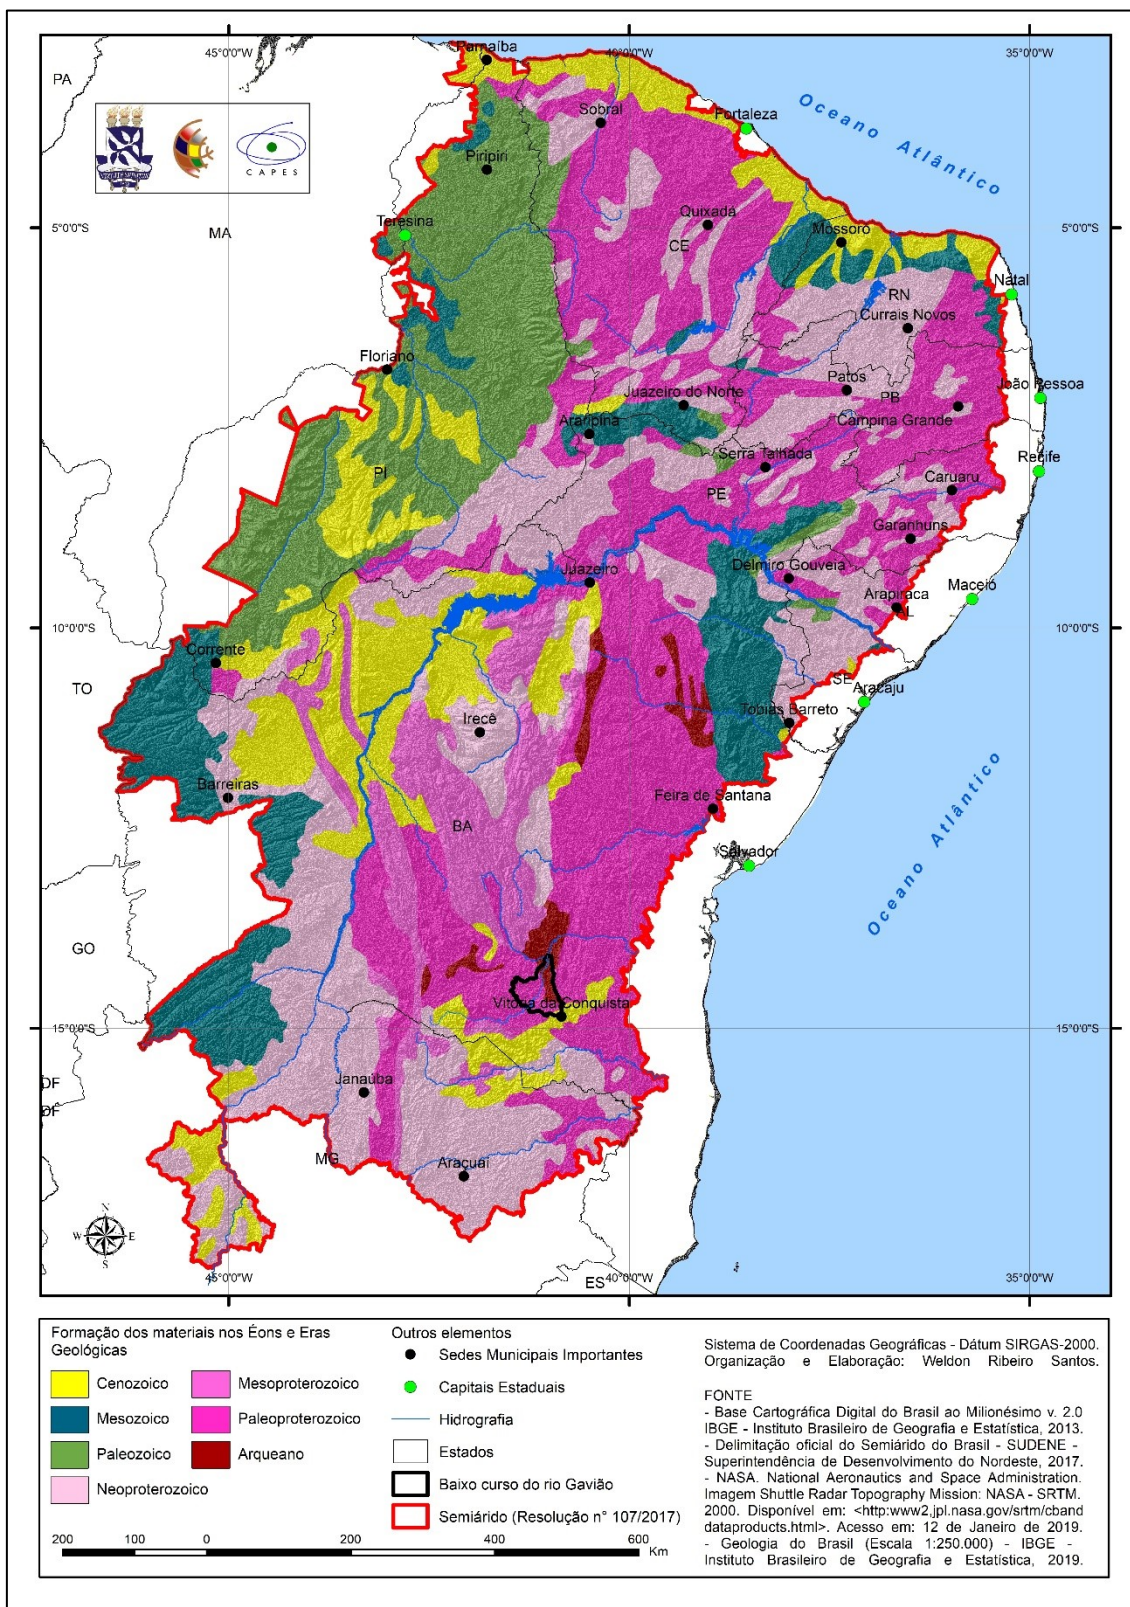 45°0'0"W
40°0'0"W
35°0'0"W
Parnaíba
PA
CAPES
Sobral
Fortaleza
Oceano Atlântico
Piripiri
Teresina
Quixadá
5°0'0"S
MA
CE
Mossoró
5°0'0"S
Natal
RN
Currais Novos
Floriano
Patos
João Pessoa
Juazeiro do Norte
PB
Araripina
Campina Grande
Serra Talhada
Recife
PI
PE
Caruaru
Garanhuns
Juazeiro
Delmiro Gouveia
Maceió
Arapiraca
AL
10°0'0"S
10°0'0"S
Corrente
TO
SE
Aracaju
Irecê
Tobias Barreto
Barreiras
Feira de Santana
BA
Salvador
Oceano Atlântico
GO
Vitória da Conquista
15°0'0"S
15°0'0"S
DF
Janaúba
DF
MG
Araçuaí
N
W E
S
45°0'0"W
ES
40°0'0"W
35°0'0"W
Formação dos materiais nos Éons e Eras
Geológicas
Cenozoico
Mesozoico
Paleozoico
Neoproterozoico
Mesoproterozoico
Paleoproterozoico
Arqueano
Outros elementos
Sedes Municipais Importantes
Capitais Estaduais
Hidrografia
Estados
Baixo curso do rio Gavião
Semiárido (Resolução n° 107/2017)
200 100 0 200 400 600
Km
Sistema de Coordenadas Geográficas - Dátum SIRGAS-2000.
Organização e Elaboração: Weldon Ribeiro Santos.
FONTE
- Base Cartográfica Digital do Brasil ao Milionésimo v. 2.0
IBGE - Instituto Brasileiro de Geografia e Estatística, 2013.
- Delimitação oficial do Semiárido do Brasil - SUDENE -
Superintendência de Desenvolvimento do Nordeste, 2017.
- NASA. National Aeronautics and Space Administration.
Imagem Shuttle Radar Topography Mission: NASA - SRTM.
2000. Disponível em: <http:www2.jpl.nasa.gov/srtm/cband
dataproducts.html>. Acesso em: 12 de Janeiro de 2019.
- Geologia do Brasil (Escala 1:250.000) - IBGE -
Instituto Brasileiro de Geografia e Estatística, 2019.